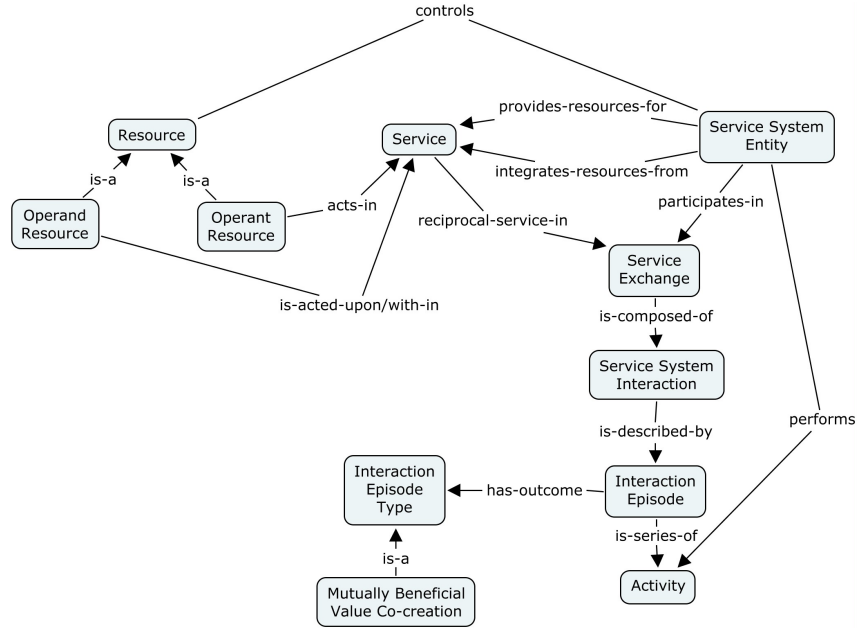 controls
provides-resources-for
Resource
Service
Service System
Entity
integrates-resources-from
is-a
is-a
acts-in
participates-in
Operand
Resource
Operant
Resource
reciprocal-service-in
Service
Exchange
is-acted-upon/with-in
is-composed-of
Service System
Interaction
performs
is-described-by
Interaction
Episode
Type
has-outcome
Interaction
Episode
is-series-of
is-a
Activity
Mutually Beneficial
Value Co-creation